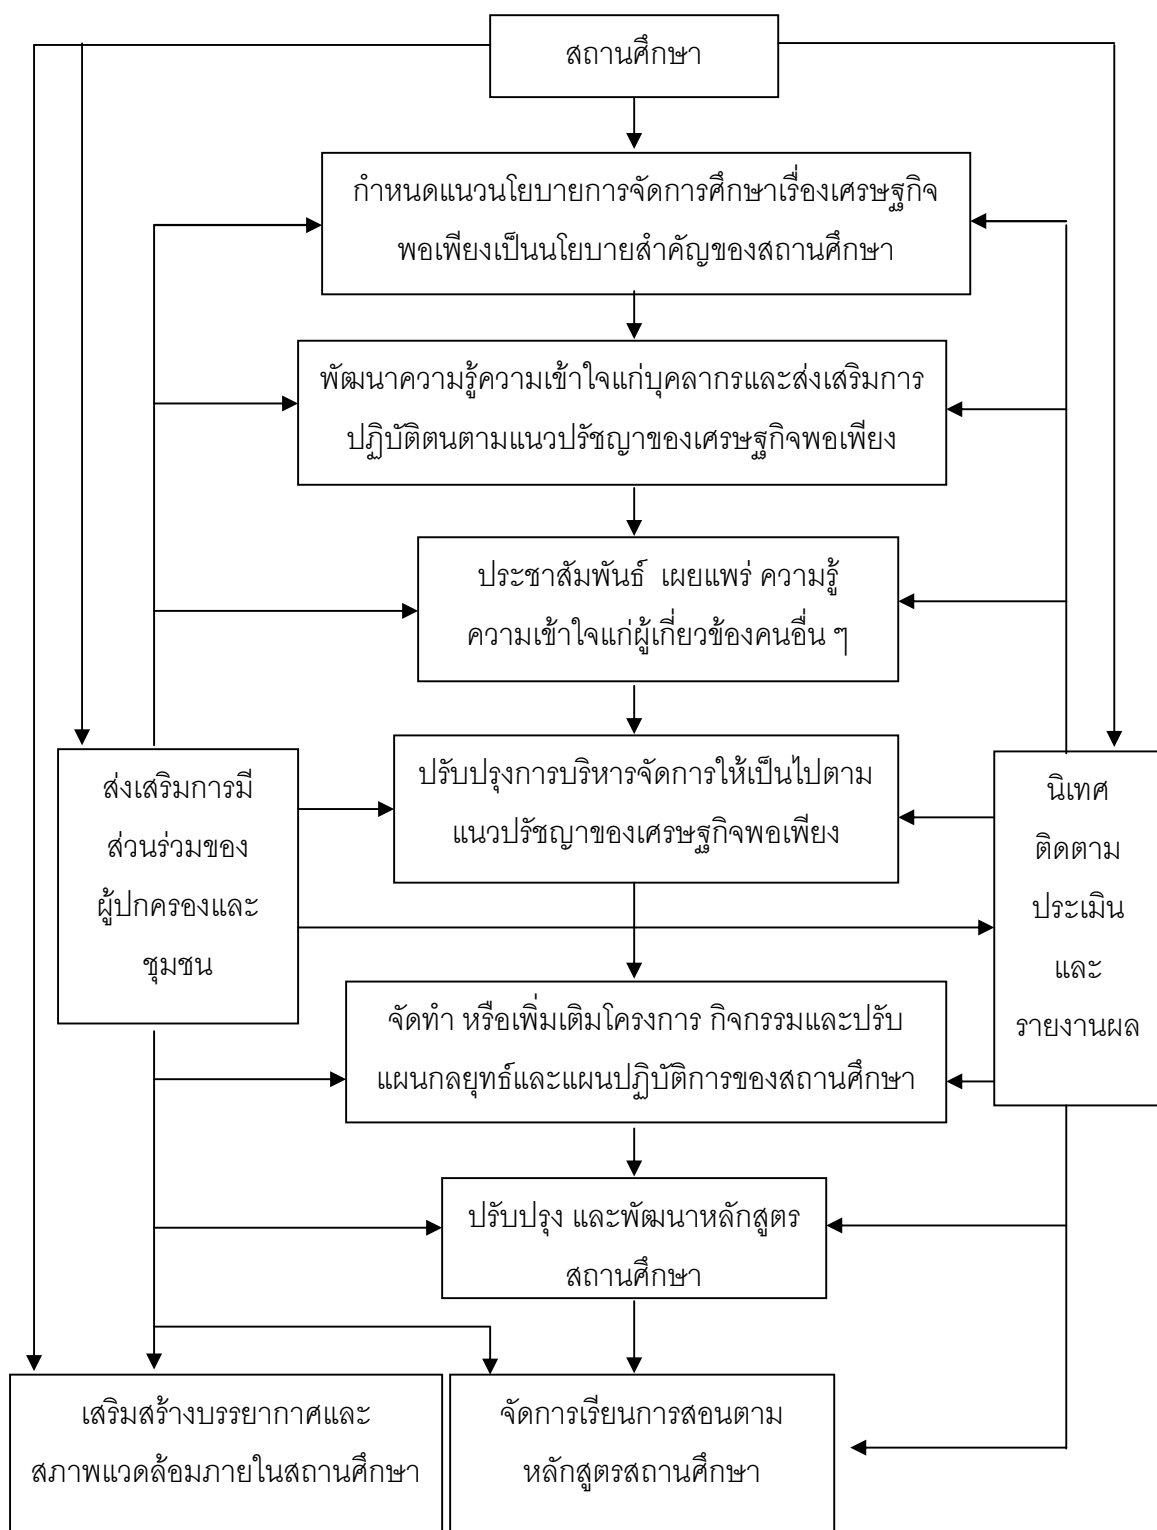 สถานศึกษา
กำหนดแนวนโยบายการจัดการศึกษาเรื่องเศรษฐกิจ
พอเพียงเป็นนโยบายสำคัญของสถานศึกษา
พัฒนาความรู้ความเข้าใจแก่บุคลากรและส่งเสริมการ
ปฏิบัติตนตามแนวปรัชญาของเศรษฐกิจพอเพียง
ประชาสัมพันธ์ เผยแพร่ ความรู้
ความเข้าใจแก่ผู้เกี่ยวข้องคนอื่น ๆ
ส่งเสริมการมี
ส่วนร่วมของ
ผู้ปกครองและ
ชุมชน
ปรับปรุงการบริหารจัดการให้เป็นไปตาม
แนวปรัชญาของเศรษฐกิจพอเพียง
นิเทศ
ติดตาม
ประเมิน
และ
รายงานผล
จัดทำ หรือเพิ่มเติมโครงการ กิจกรรมและปรับ
แผนกลยุทธ์และแผนปฏิบัติการของสถานศึกษา
ปรับปรุง และพัฒนาหลักสูตร
สถานศึกษา
เสริมสร้างบรรยากาศและ
สภาพแวดล้อมภายในสถานศึกษา
จัดการเรียนการสอนตาม
หลักสูตรสถานศึกษา